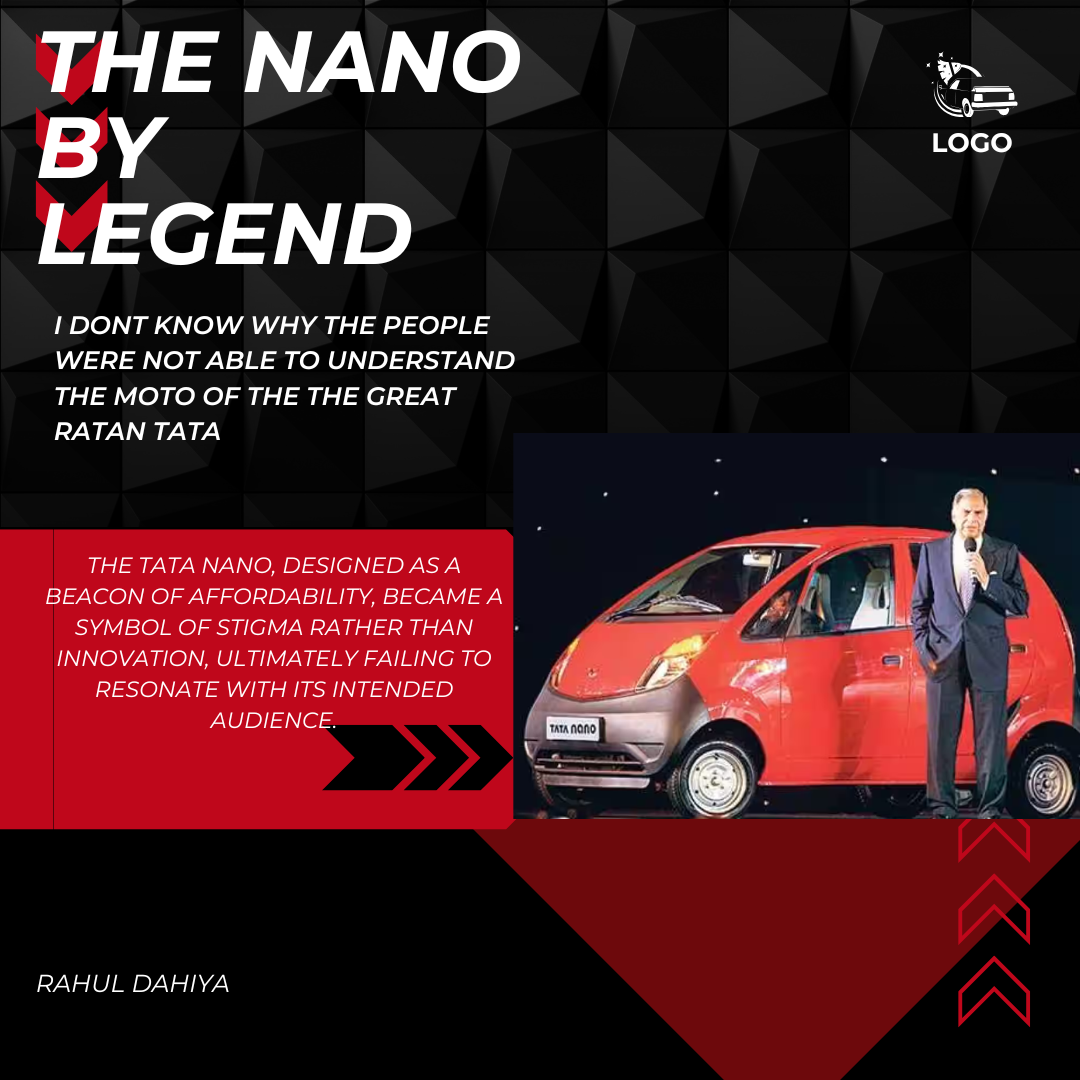 THE NANO
BY
LEGEND
LOGO
I DONT KNOW WHY THE PEOPLE
WERE NOT ABLE TO UNDERSTAND
THE MOTO OF THE THE GREAT
RATAN TATA
THE TATA NANO, DESIGNED AS A
BEACON OF AFFORDABILITY, BECAME A
SYMBOL OF STIGMA RATHER THAN
INNOVATION, ULTIMATELY FAILING TO
RESONATE WITH ITS INTENDED
AUDIENCE.
TATA nano
RAHUL DAHIYA